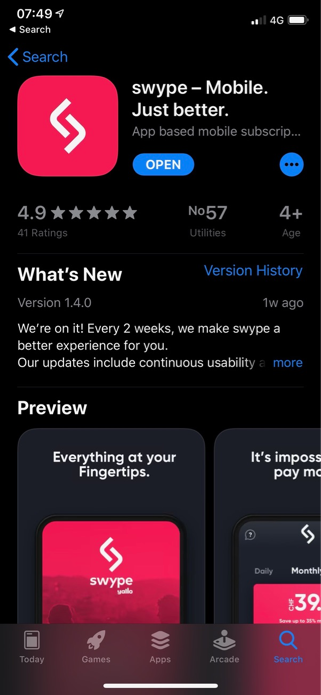 07:49
4G
◀ Search
Search
swype – Mobile.
Just better.
App based mobile subscrip...
OPEN
4.9
No57
4+
41 Ratings
Utilities
Age
What's New
Version History
Version 1.4.0
1w ago
We're on it! Every 2 weeks, we make swype a
better experience for you.
Our updates include continuous usability a
more
Preview
Everything at your
Fingertips.
swype
yallo
It's imposs
pay mo
?
Daily
Monthly
CHF 39.
Save up to 35% m
Today
Games
Apps
Arcade
Search